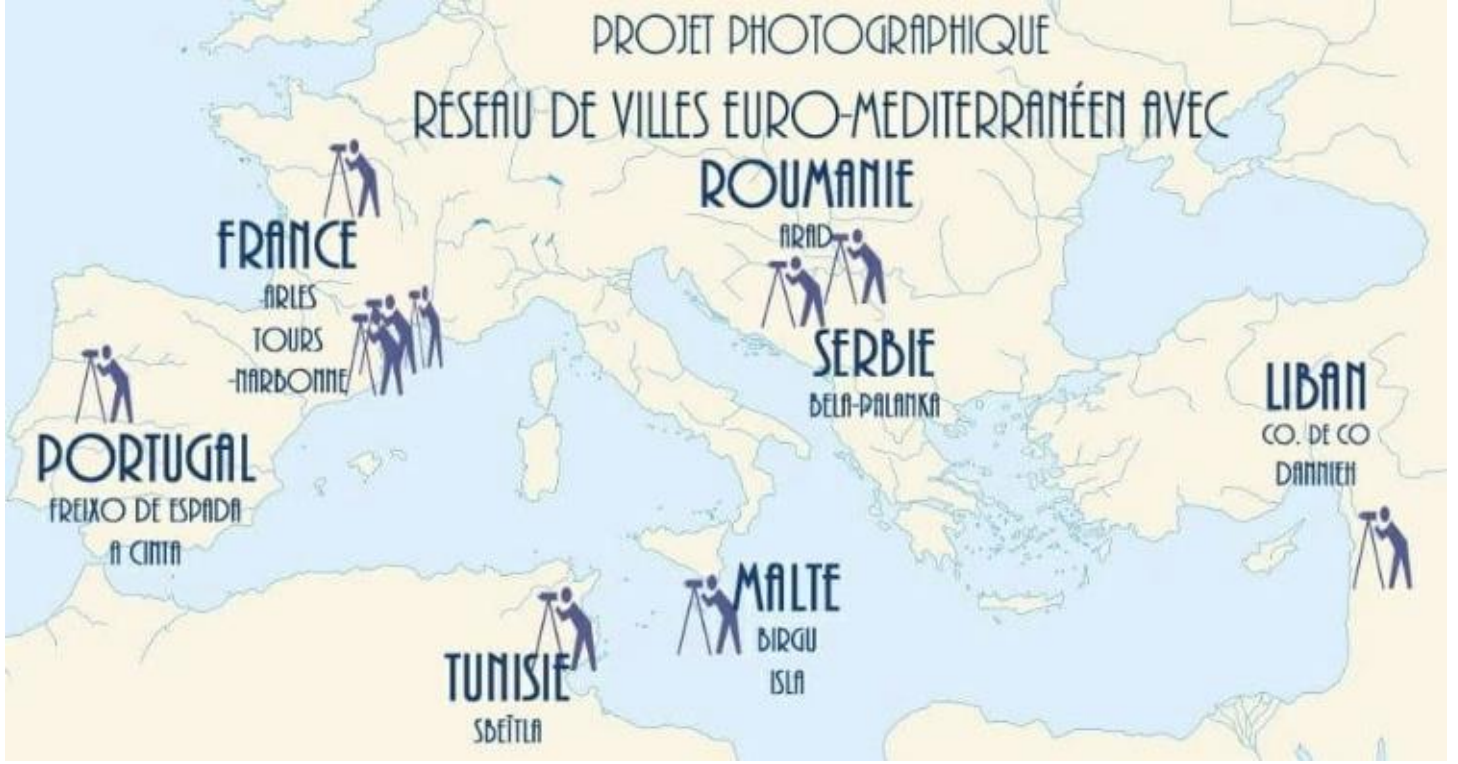 PROJET PHOTOGRAPHIQUE
RESEAU DE VILLES EURO-MEDITERRANÉEN AVEC
ROUMANIE
ARAD
FRANCE
-ARLES
TOURS
-NARBONNE
SERBIE
BELA-PALANKA
LIBAN
CO. DE CO
DANNIEH
PORTUGAL
FREIXO DE ESPADA
A CINTA
MALTE
BIRGU
ISLA
TUNISIE
SBEÏTLA